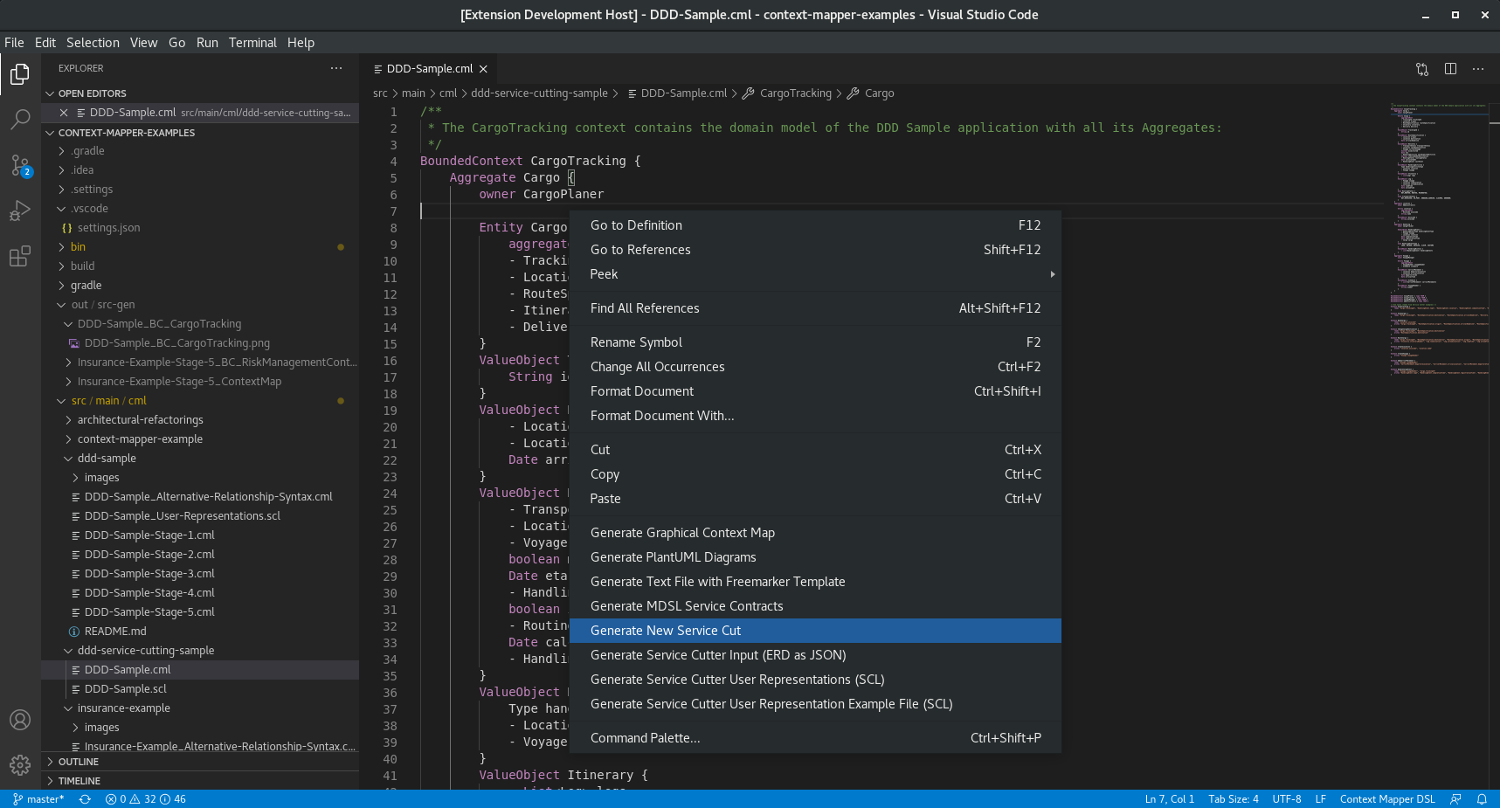 [Extension Development Host] - DDD-Sample.cml - context-mapper-examples - Visual Studio Code
File Edit Selection View Go Run Terminal Help
EXPLORER
OPEN EDITORS
DDD-Sample.cml src/main/cml/ddd-service-cutting-sa...
CONTEXT-MAPPER-EXAMPLES
.gradle
.idea
.settings
.vscode
{} settings.json
bin
build
gradle
out / src-gen
DDD-Sample_BC_CargoTracking
DDD-Sample_BC_CargoTracking.png
Insurance-Example-Stage-5_BC_RiskManagementCont...
Insurance-Example-Stage-5_ContextMap
src / main / cml
architectural-refactorings
context-mapper-example
ddd-sample
images
DDD-Sample_Alternative-Relationship-Syntax.cml
DDD-Sample_User-Representations.scl
DDD-Sample-Stage-1.cml
DDD-Sample-Stage-2.cml
DDD-Sample-Stage-3.cml
DDD-Sample-Stage-4.cml
DDD-Sample-Stage-5.cml
README.md
ddd-service-cutting-sample
DDD-Sample.cml
DDD-Sample.scl
insurance-example
images
Insurance-Example_Alternative-Relationship-Syntax.c...
OUTLINE
TIMELINE
2
DDD-Sample.cml
src > main > cml > ddd-service-cutting-sample > DDD-Sample.cml > CargoTracking > Cargo
1 /**
2 * The CargoTracking context contains the domain model of the DDD Sample application with all its Aggregates:
3 */
4 BoundedContext CargoTracking {
5 Aggregate Cargo {
6 owner CargoPlaner
7
8 Entity Cargo
9 aggregat
10 - Tracki
11 - Locati
12 - RouteS
13 - Itiner
14 - Delive
15 }
16 ValueObject
17 String i
18 }
19 ValueObject
20 - Locati
21 - Locati
22 Date arr
23 }
24 ValueObject
25 - Transp
26 - Locati
27 - Voyage
28 boolean
29 Date eta
30 - Handli
31 boolean
32 - Routin
33 Date cal
34 - Handli
35 }
36 ValueObject
37 Type han
38 - Locati
39 - Voyage
40 }
41 ValueObject Itinerary {
Go to Definition F12
Go to References Shift+F12
Peek
Find All References Alt+Shift+F12
Rename Symbol F2
Change All Occurrences Ctrl+F2
Format Document Ctrl+Shift+I
Format Document With...
Cut Ctrl+X
Copy Ctrl+C
Paste Ctrl+V
Generate Graphical Context Map
Generate PlantUML Diagrams
Generate Text File with Freemarker Template
Generate MDSL Service Contracts
Generate New Service Cut
Generate Service Cutter Input (ERD as JSON)
Generate Service Cutter User Representations (SCL)
Generate Service Cutter User Representation Example File (SCL)
Command Palette... Ctrl+Shift+P
master* 0 32 46 Ln 7, Col 1 Tab Size: 4 UTF-8 LF Context Mapper DSL